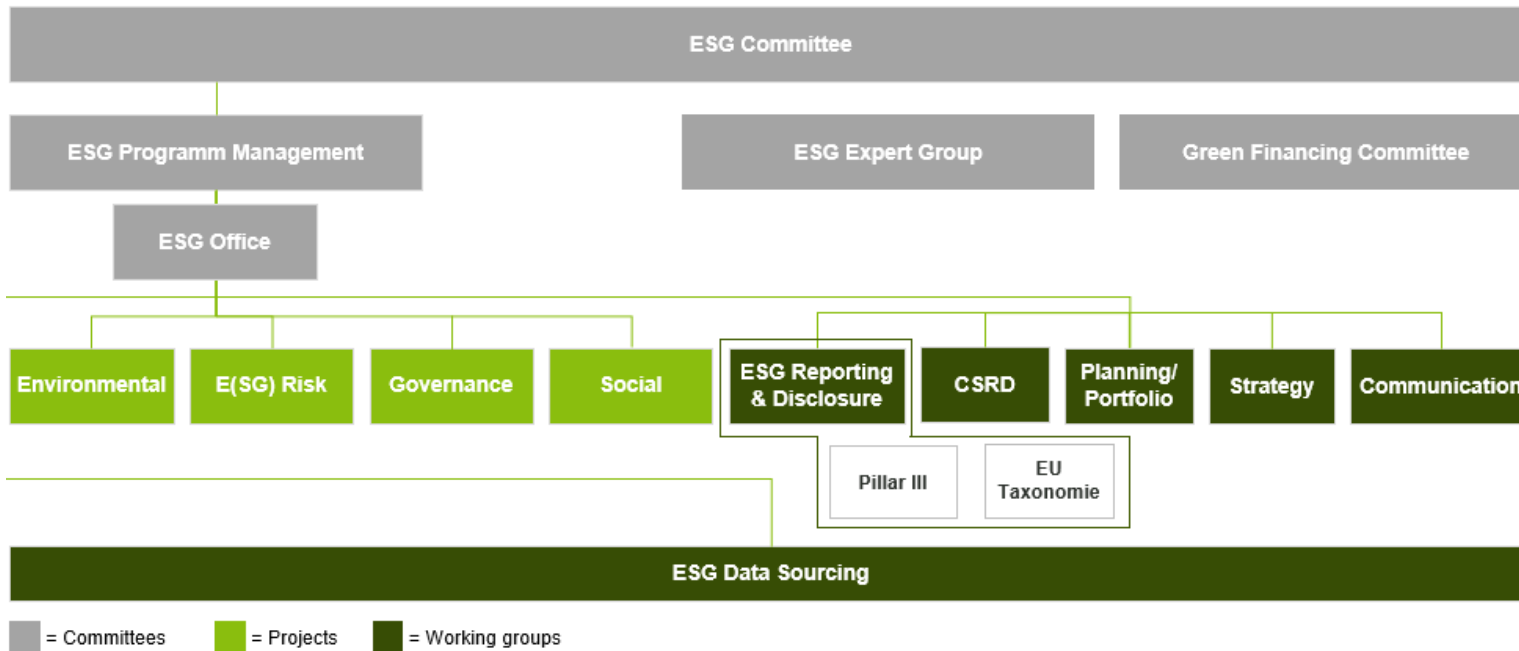 ESG Committee
ESG Programm Management
ESG Expert Group
Green Financing Committee
ESG Office
Environmental
E(SG) Risk
Governance
Social
ESG Reporting
& Disclosure
CSRD
Planning/
Portfolio
Strategy
Communication
Pillar III
EU
Taxonomie
ESG Data Sourcing
= Committees
= Projects
= Working groups